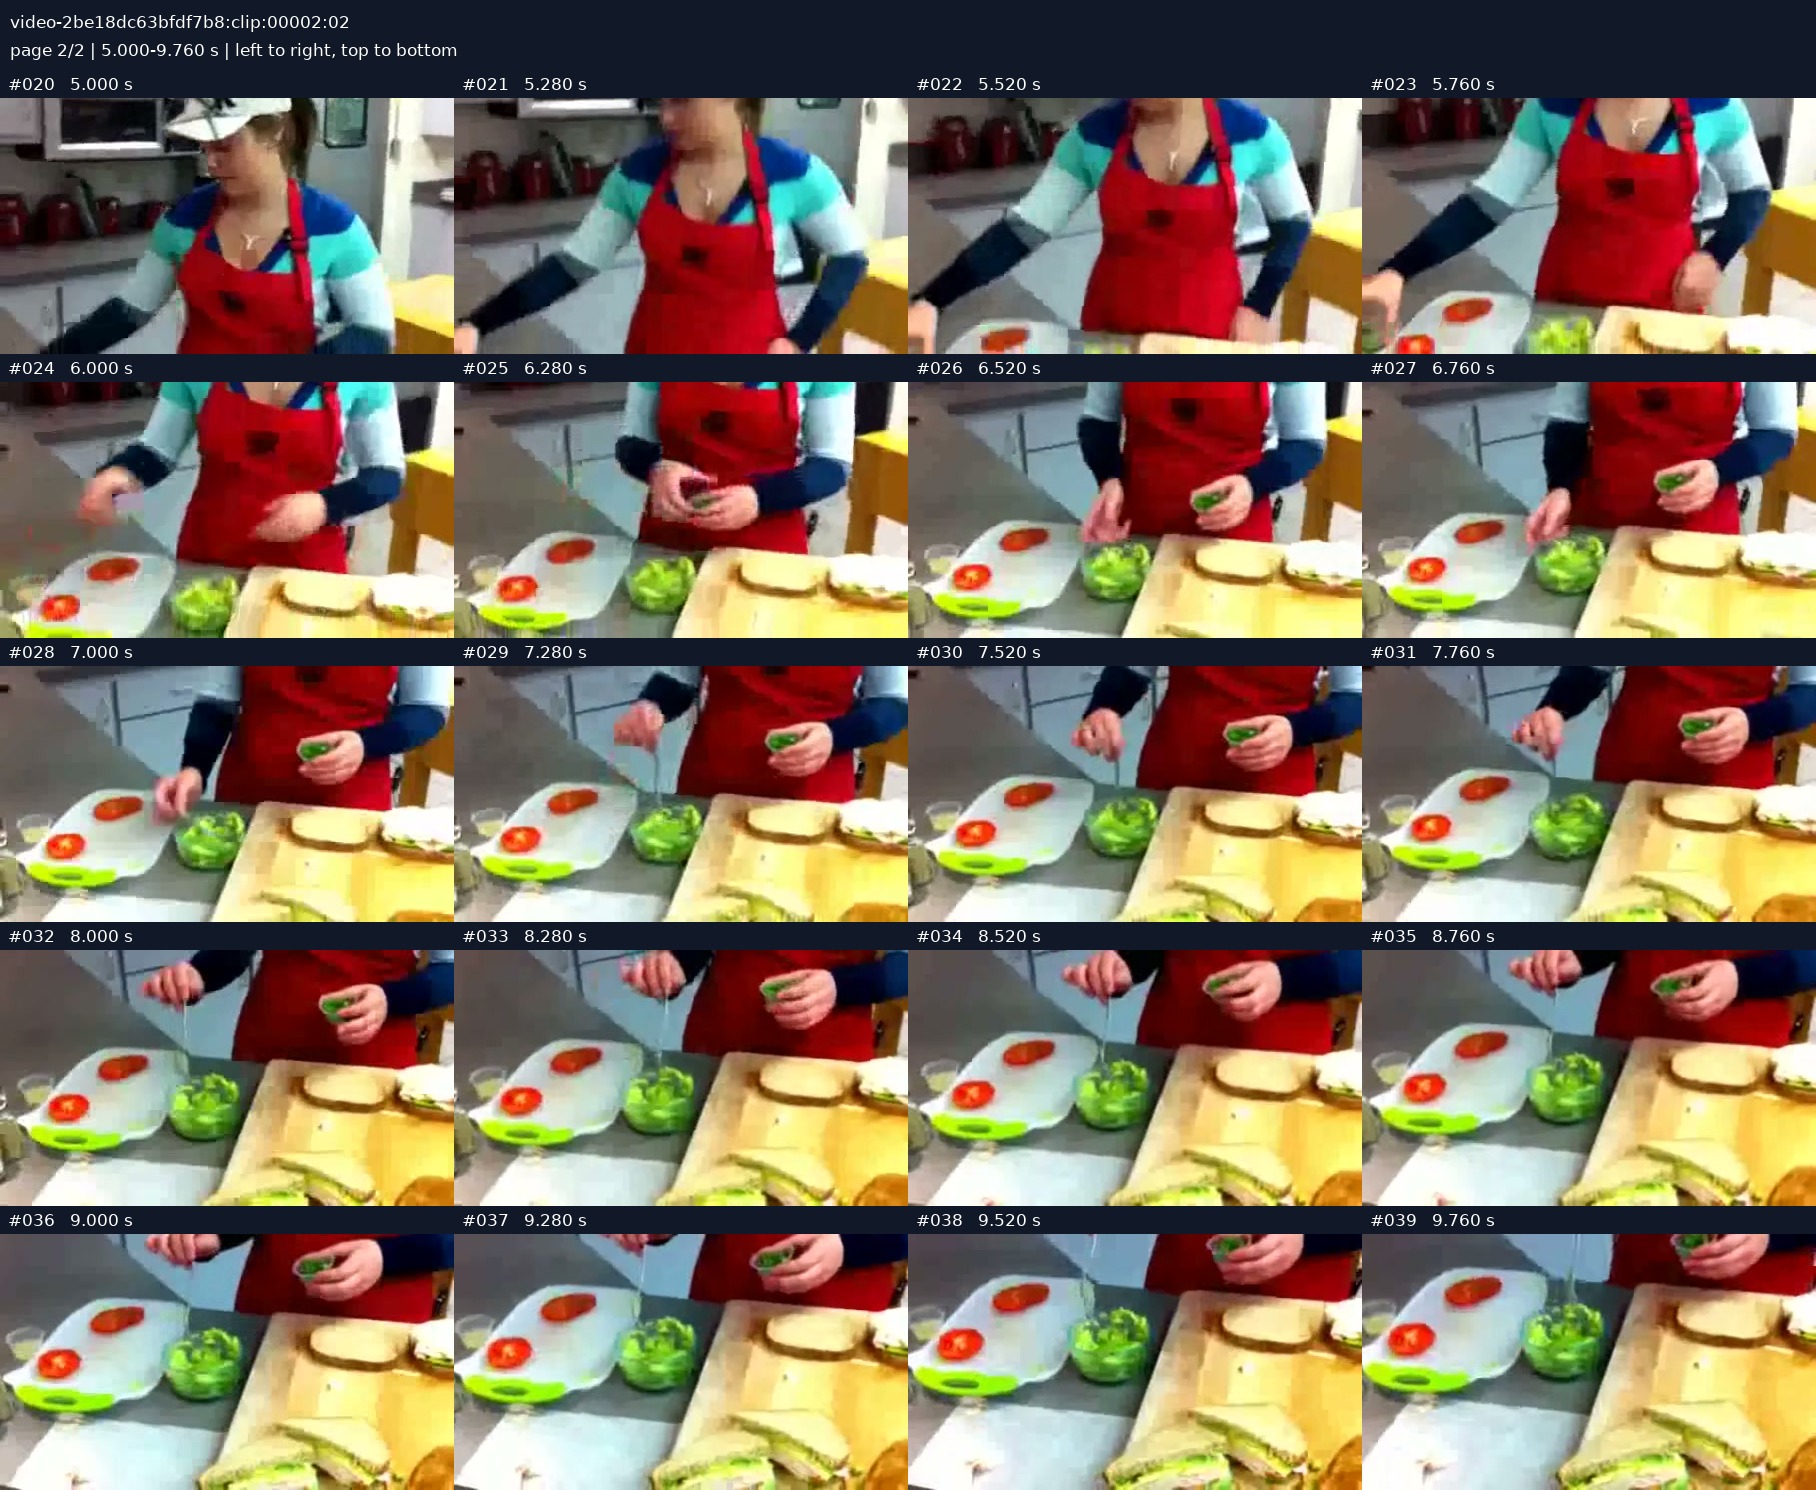 video-2be18dc63bfdf7b8:clip:00002:02
page 2/2 | 5.000-9.760 s | left to right, top to bottom
#020 5.000 s
#021 5.280 s
#022 5.520 s
#023 5.760 s
#024 6.000 s
#025 6.280 s
#026 6.520 s
#027 6.760 s
#028 7.000 s
#029 7.280 s
#030 7.520 s
#031 7.760 s
#032 8.000 s
#033 8.280 s
#034 8.520 s
#035 8.760 s
#036 9.000 s
#037 9.280 s
#038 9.520 s
#039 9.760 s